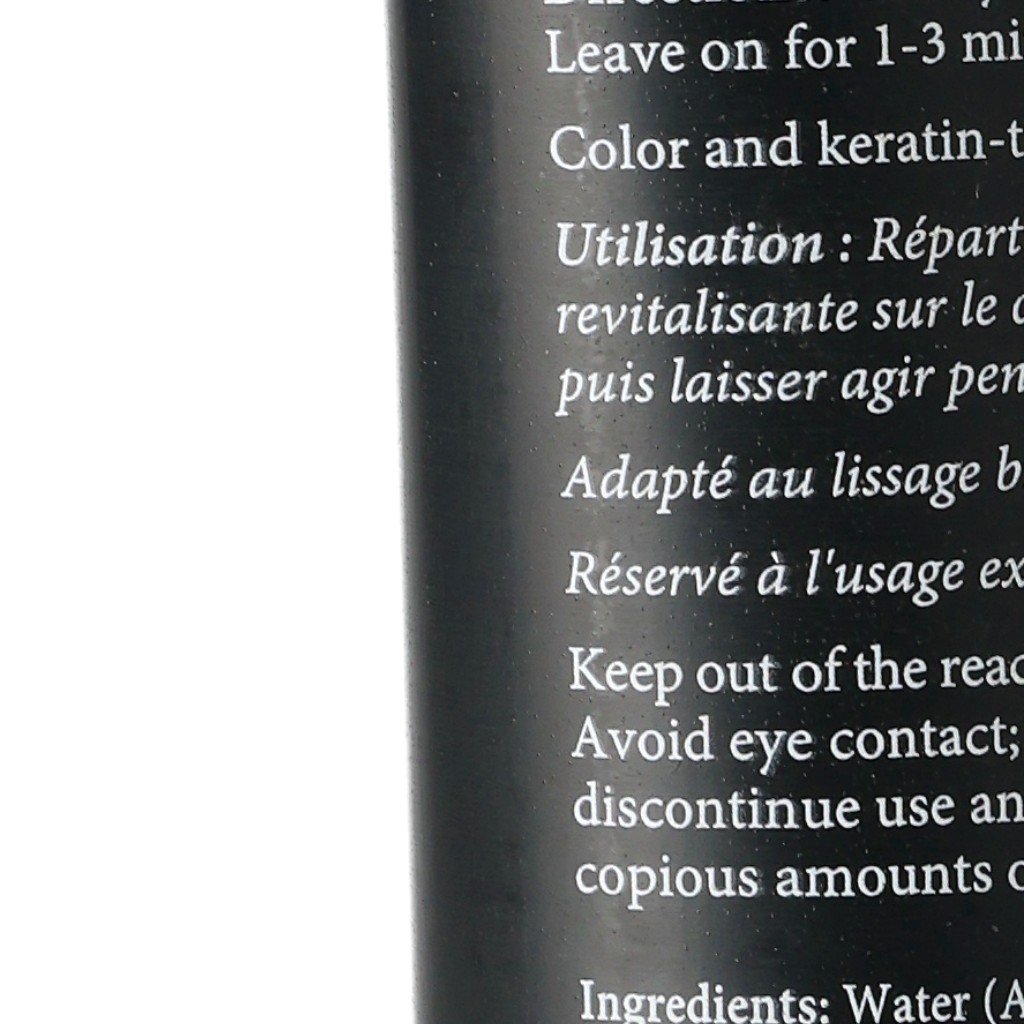 Leave on for 1-3
Color and keratin-t
Utilisation : Répart
revitalisante sur le
puis laisser agir pen
Adapté au lissage b
Réservé à l'usage ex
Keep out of the reac
Avoid eye contact;
discontinue use an
copious amounts
Ingredients: Water (A